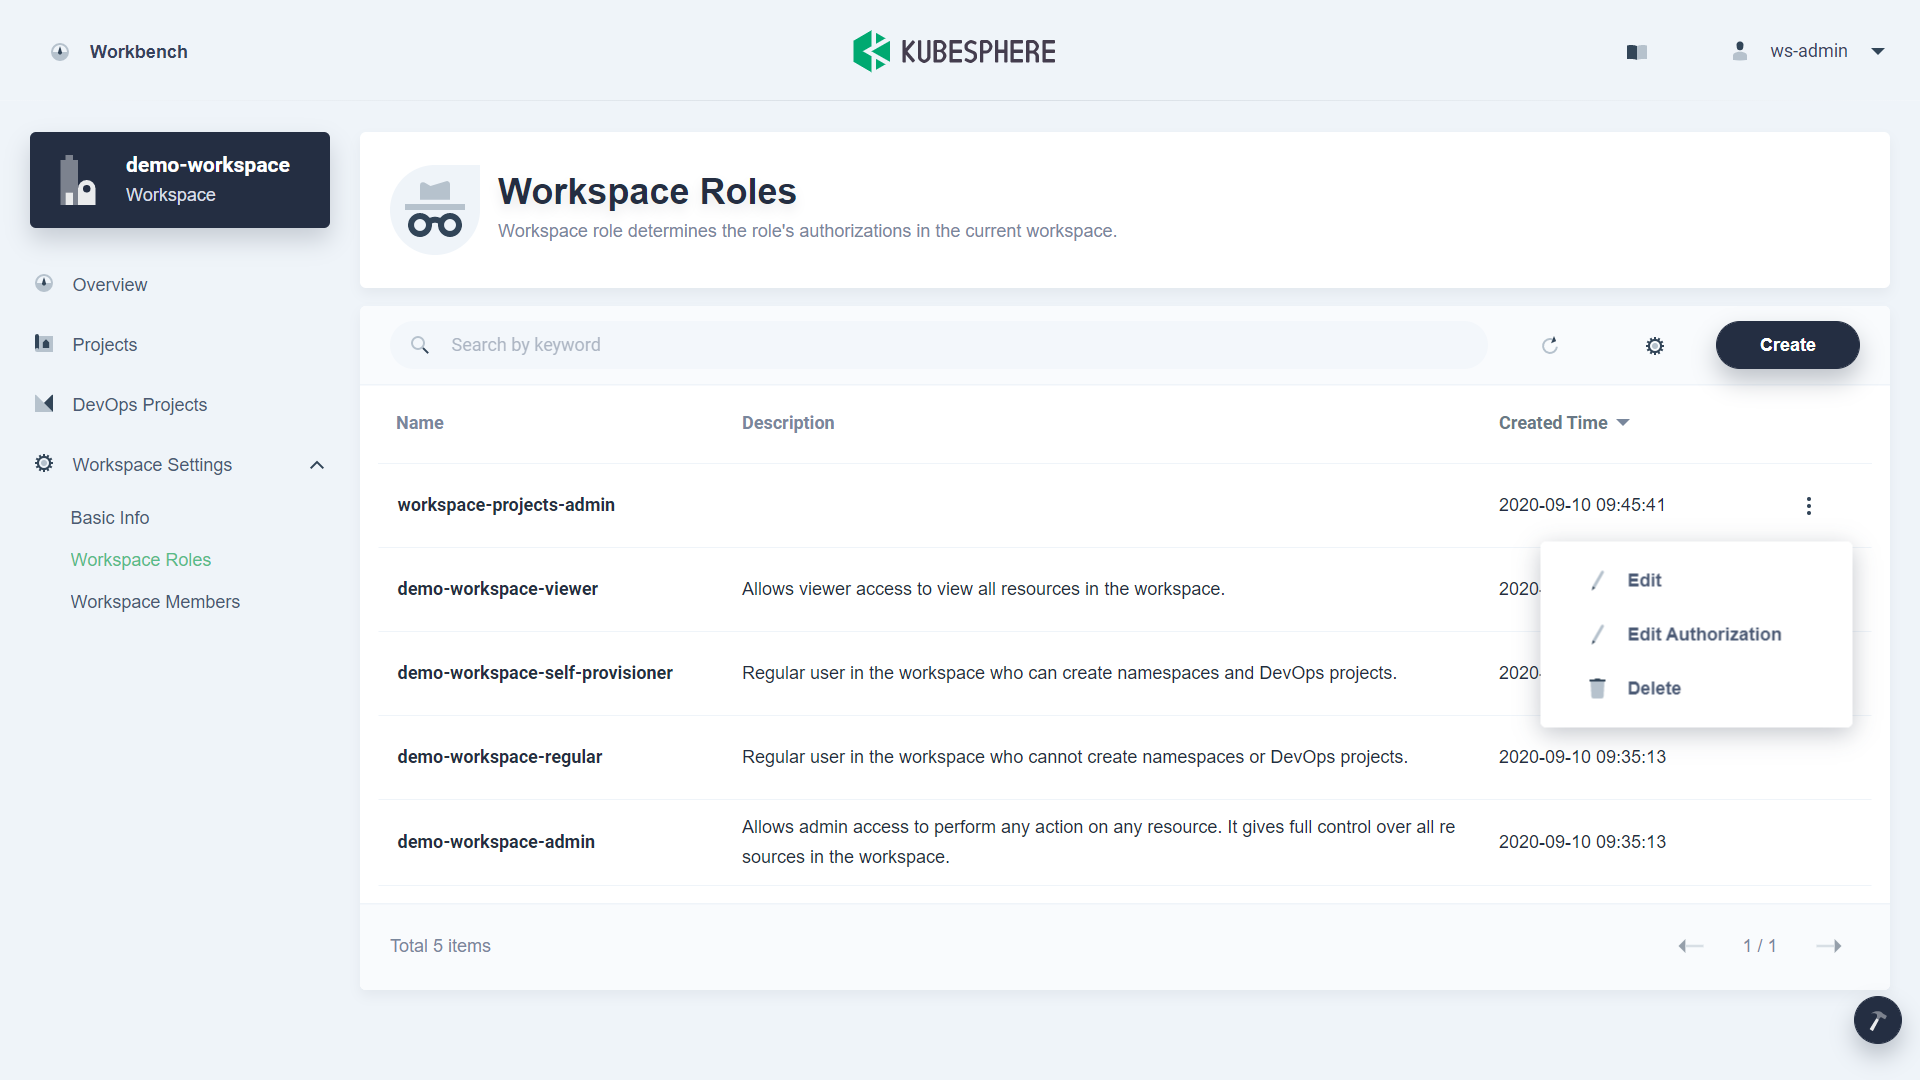 Workbench
KUBESPHERE
ws-admin
demo-workspace
Workspace
Overview
Projects
DevOps Projects
Workspace Settings
Basic Info
Workspace Roles
Workspace Members
Workspace Roles
Workspace role determines the role's authorizations in the current workspace.
Search by keyword
Create
Name Description Created Time
workspace-projects-admin 2020-09-10 09:45:41
demo-workspace-viewer Allows viewer access to view all resources in the workspace. 2020-
demo-workspace-self-provisioner Regular user in the workspace who can create namespaces and DevOps projects. 2020-
Edit
Edit Authorization
Delete
demo-workspace-regular Regular user in the workspace who cannot create namespaces or DevOps projects. 2020-09-10 09:35:13
demo-workspace-admin Allows admin access to perform any action on any resource. It gives full control over all re
sources in the workspace. 2020-09-10 09:35:13
Total 5 items
1 / 1